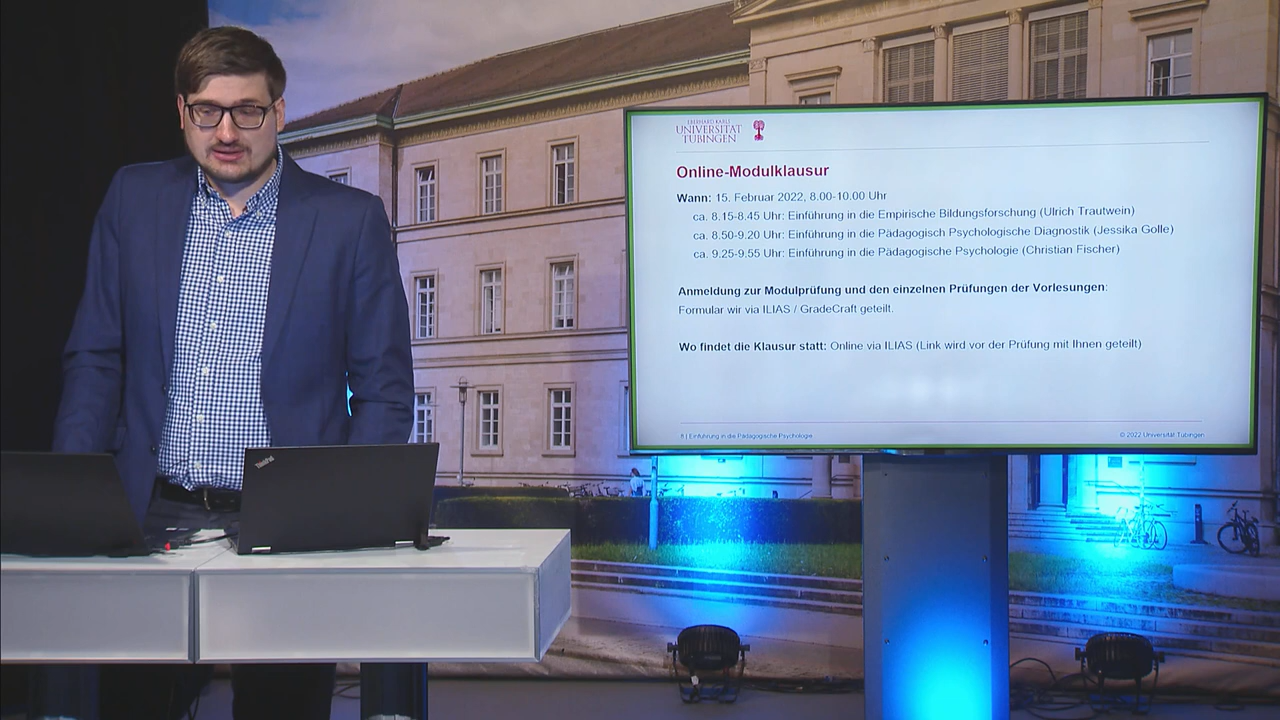 EBERHARD KARLS
UNIVERSITÄT
TÜBINGEN
Online-Modulklausur
Wann: 15. Februar 2022, 8.00-10.00 Uhr
ca. 8.15-8.45 Uhr: Einführung in die Empirische Bildungsforschung (Ulrich Trautwein)
ca. 8.50-9.20 Uhr: Einführung in die Pädagogisch Psychologische Diagnostik (Jessika Golle)
ca. 9.25-9.55 Uhr: Einführung in die Pädagogische Psychologie (Christian Fischer)
Anmeldung zur Modulprüfung und den einzelnen Prüfungen der Vorlesungen:
Formular wir via ILIAS / GradeCraft geteilt.
Wo findet die Klausur statt: Online via ILIAS (Link wird vor der Prüfung mit Ihnen geteilt)
8 | Einführung in die Pädagogische Psychologie
© 2022 Universität Tübingen
ThinkPad